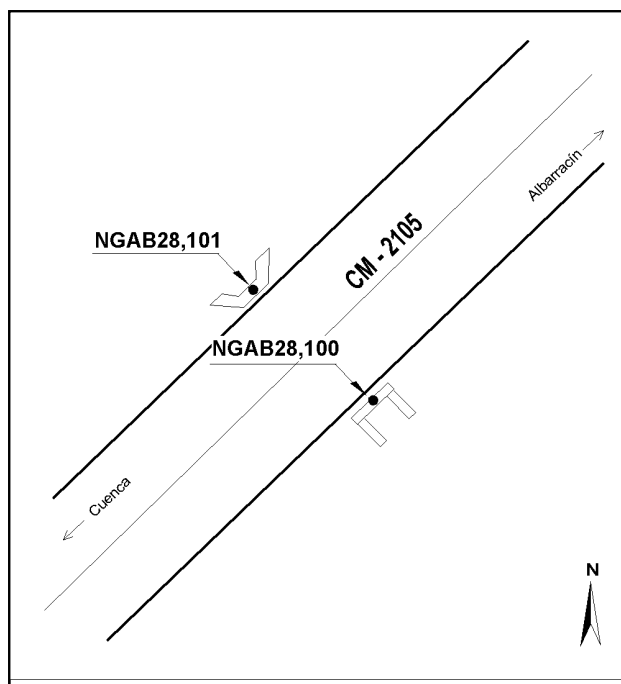 Albarracín
CM - 2105
NGAB28,101
NGAB28,100
Cuenca
N